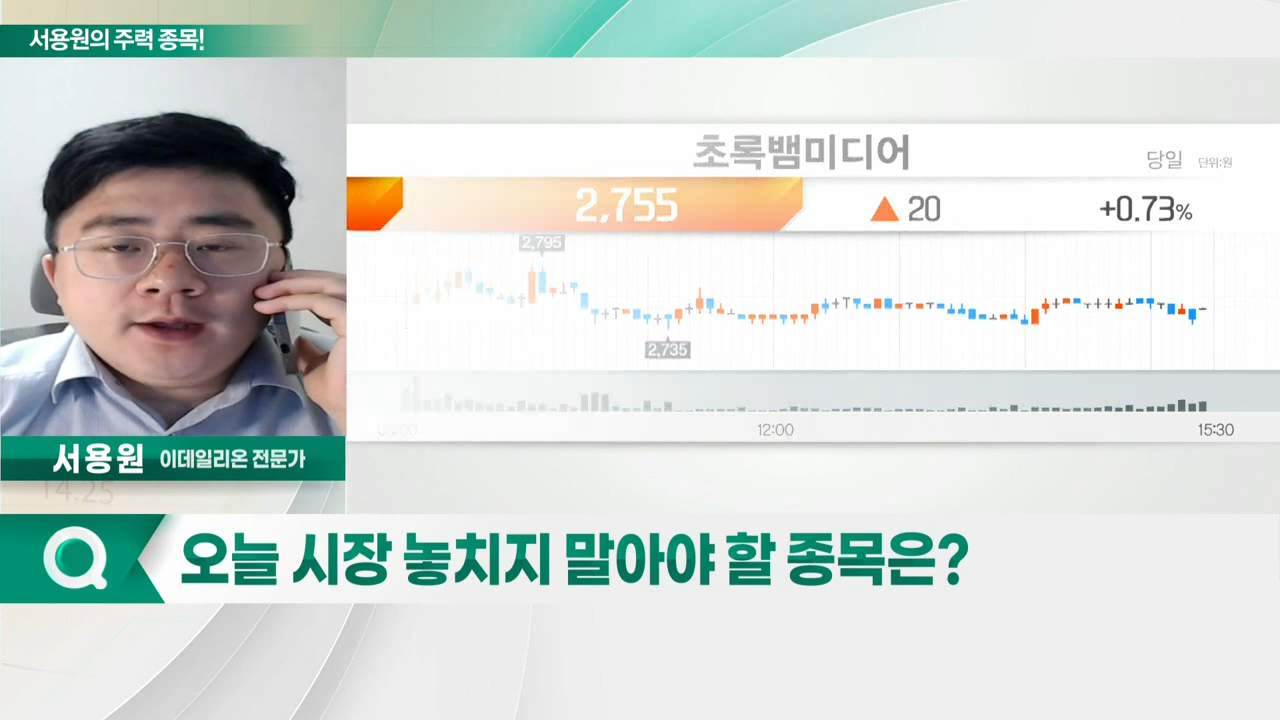 서용원의 주력 종목!
초록뱀미디어
당일 단위:원
2,755 ▲ 20 +0.73%
2,795
2,735
12:00 15:30
서용원 이데일리온 전문가
14.25
Q 오늘 시장 놓치지 말아야 할 종목은?